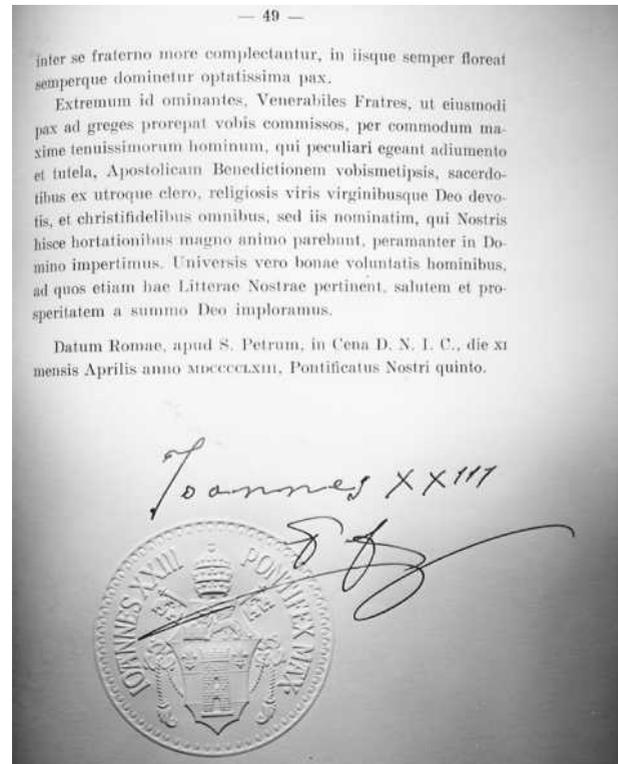 — 49 —
inter se fraterno more complectantur, in iisque semper floreat
semperque dominetur optatissima pax.
Extremum id ominantes, Venerabiles Fratres, ut eiusmodi
pax ad greges prorepat vobis commissos, per commodum ma-
xime tenuissimorum hominum, qui peculiari egeant adiumento
et tutela, Apostolicam Benedictionem vobismetipsis, sacerdo-
tibus ex utroque clero, religiosis viris virginibusque Deo devo-
tis, et christifidelibus omnibus, sed iis nominatim, qui Nostris
hisce hortationibus magno animo parebunt, peramanter in Do-
mino impertimus. Universis vero bonae voluntatis hominibus,
ad quos etiam hae Litterae Nostrae pertinent, salutem et pro-
speritatem a summo Deo imploramus.
Datum Romae, apud S. Petrum, in Cena D. N. I. C., die XI
mensis Aprilis anno MDCCCCLXIII, Pontificatus Nostri quinto.
Ioannes XXIII
IOANNES XXIII PONTIFEX MAX.